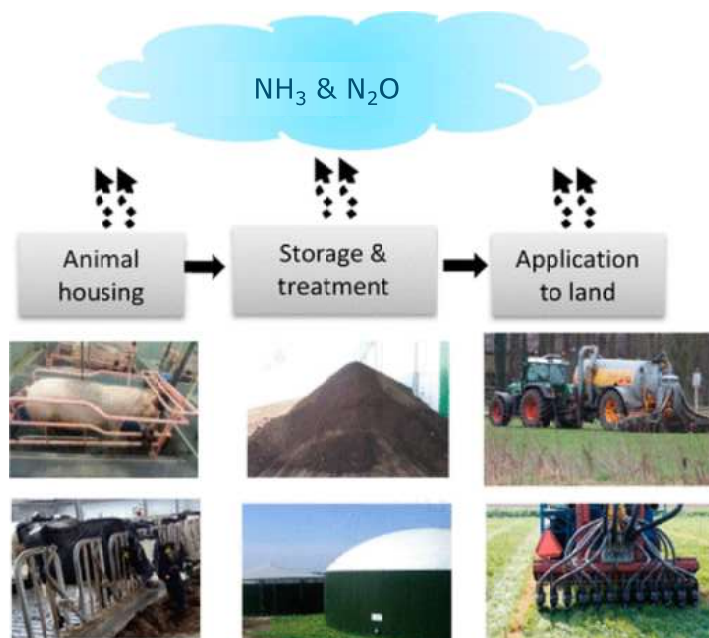 NH₃ & N₂O
Animal
housing
Storage &
treatment
Application
to land